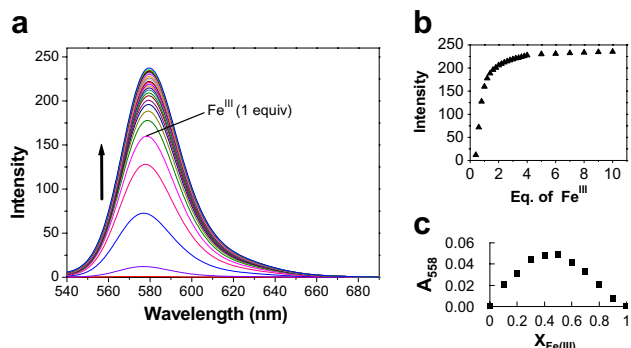 a
250
200
150
100
50
0
540 560 580 600 620 640 660 680
Intensity
Wavelength (nm)
Fe^III (1 equiv)
b
250
200
150
100
50
0
0 2 4 6 8 10
Intensity
Eq. of Fe^III
c
0.06
0.04
0.02
0.00
0 0.2 0.4 0.6 0.8 1
A_558
X_Fe(III)